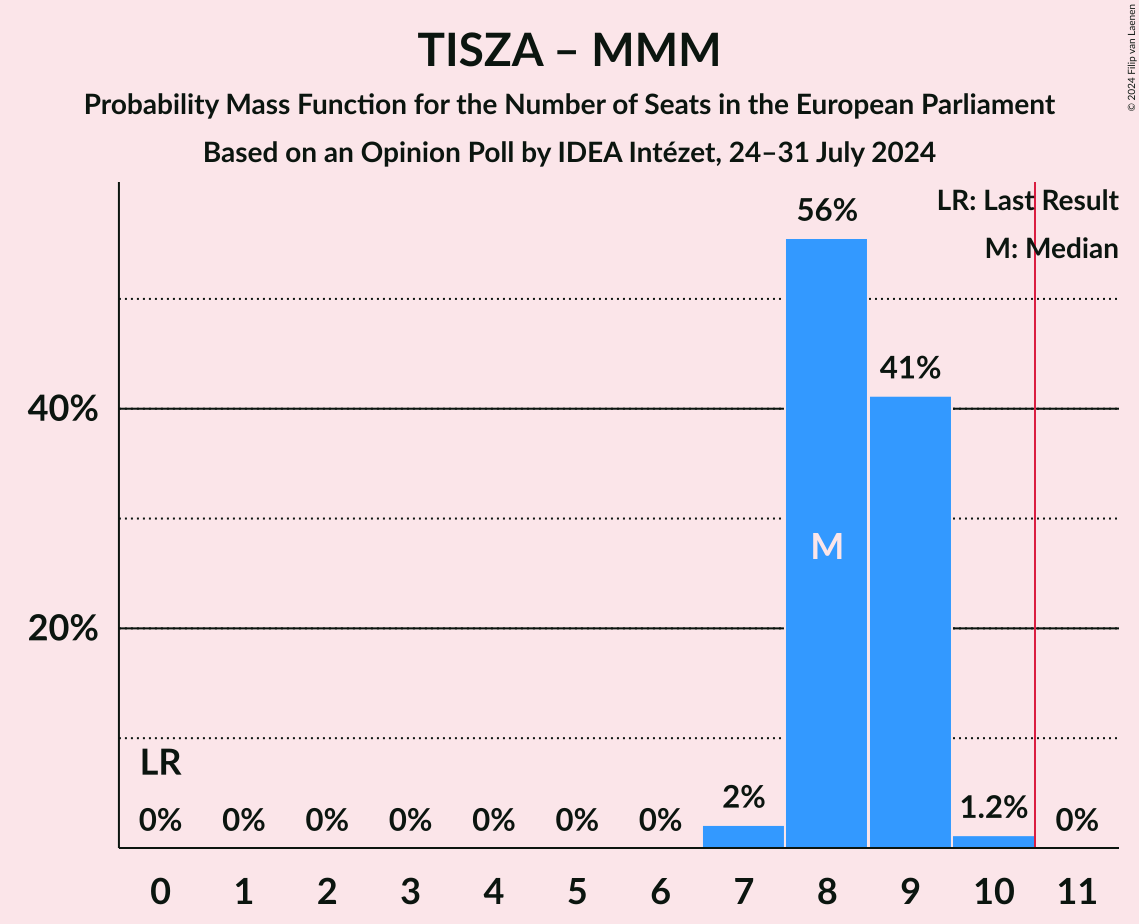 TISZA – MMM
Probability Mass Function for the Number of Seats in the European Parliament
Based on an Opinion Poll by IDEA Intézet, 24–31 July 2024
© 2024 Filip van Laenen
LR: Last Result
M: Median
56%
41%
40%
M
20%
LR
0% 0% 0% 0% 0% 0% 0% 2% 1.2% 0%
0 1 2 3 4 5 6 7 8 9 10 11